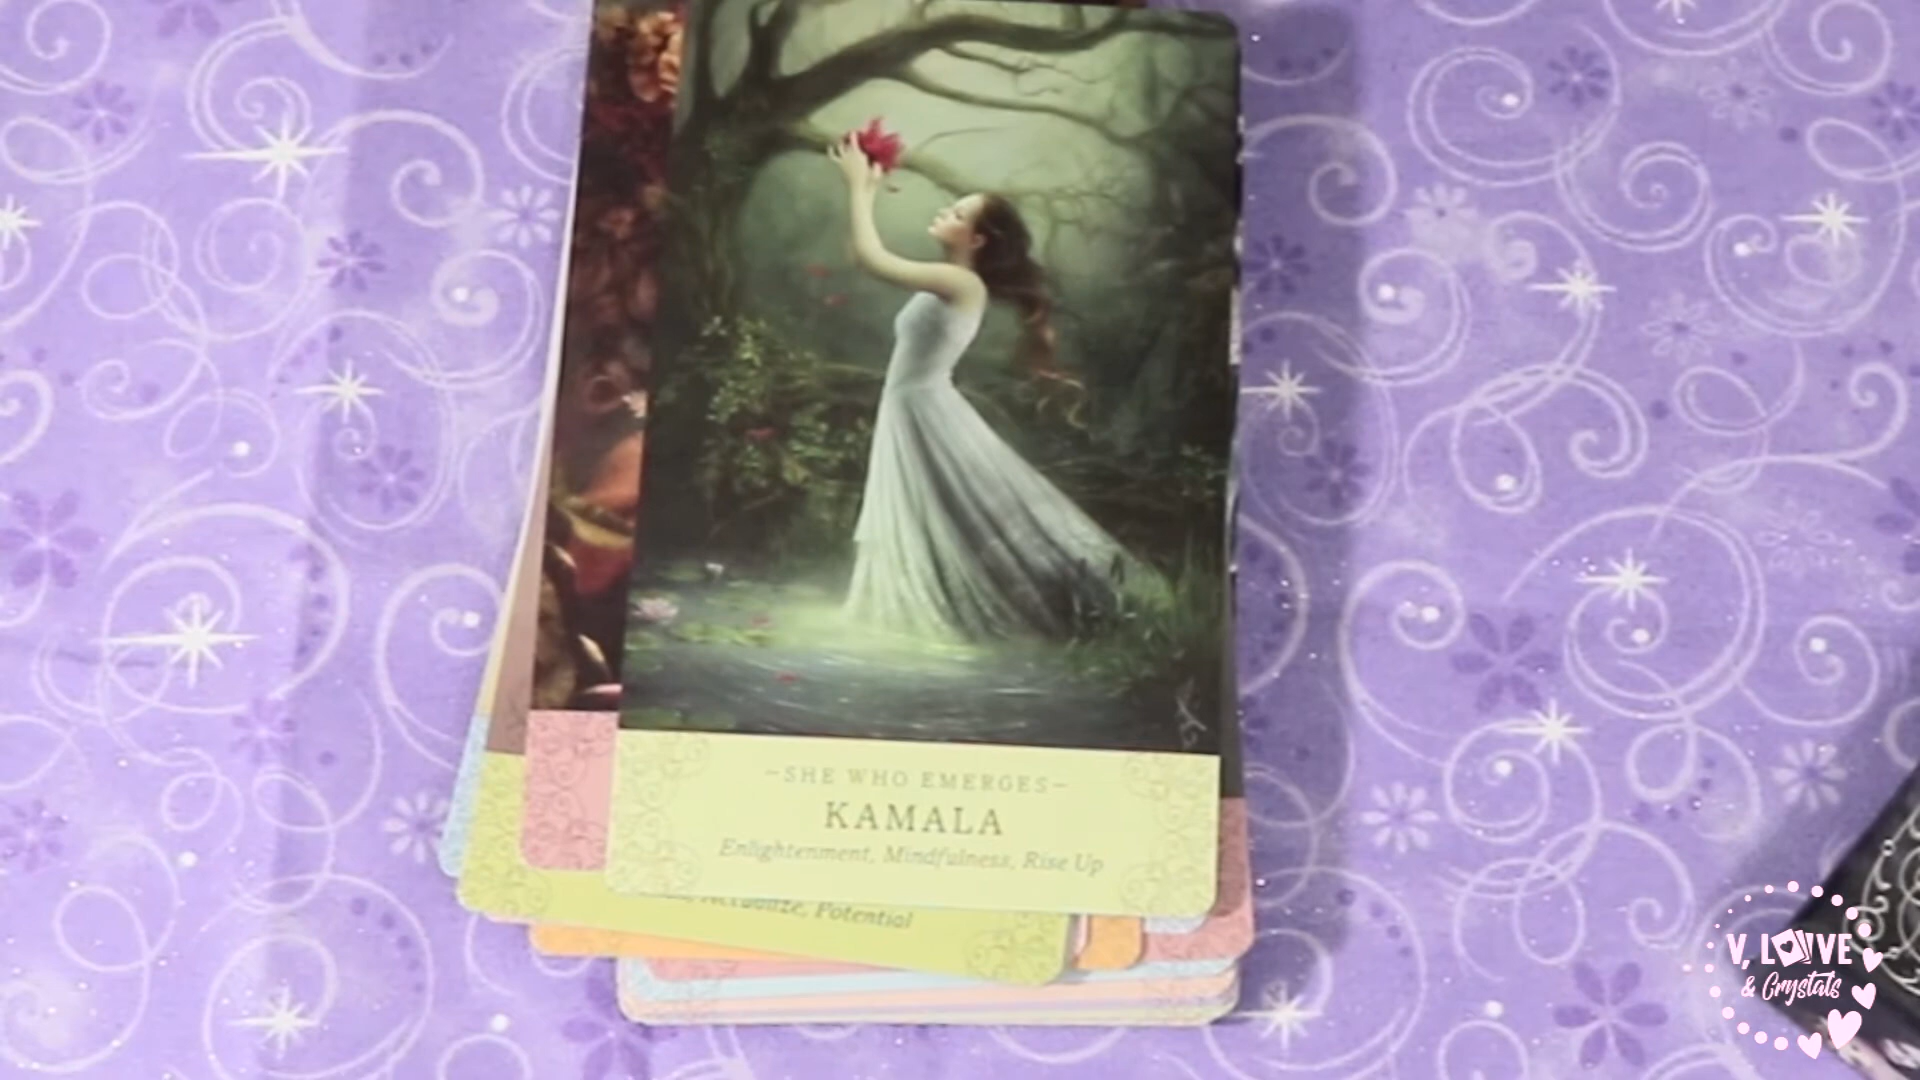 ~SHE WHO EMERGES~
KAMALA
Enlightenment, Mindfulness, Rise Up
Potential
V, LOVE
& Crystals